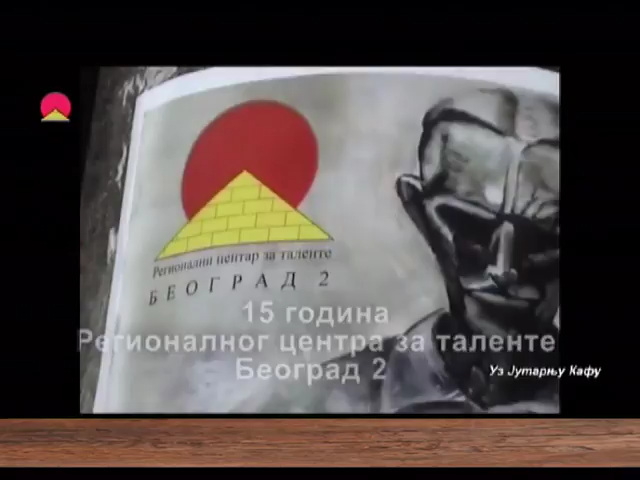 Регионални центар за таленте
БЕОГРАД 2
15 година
Регионалног центра за таленте
Београд 2
Уз Јутарњу Кафу